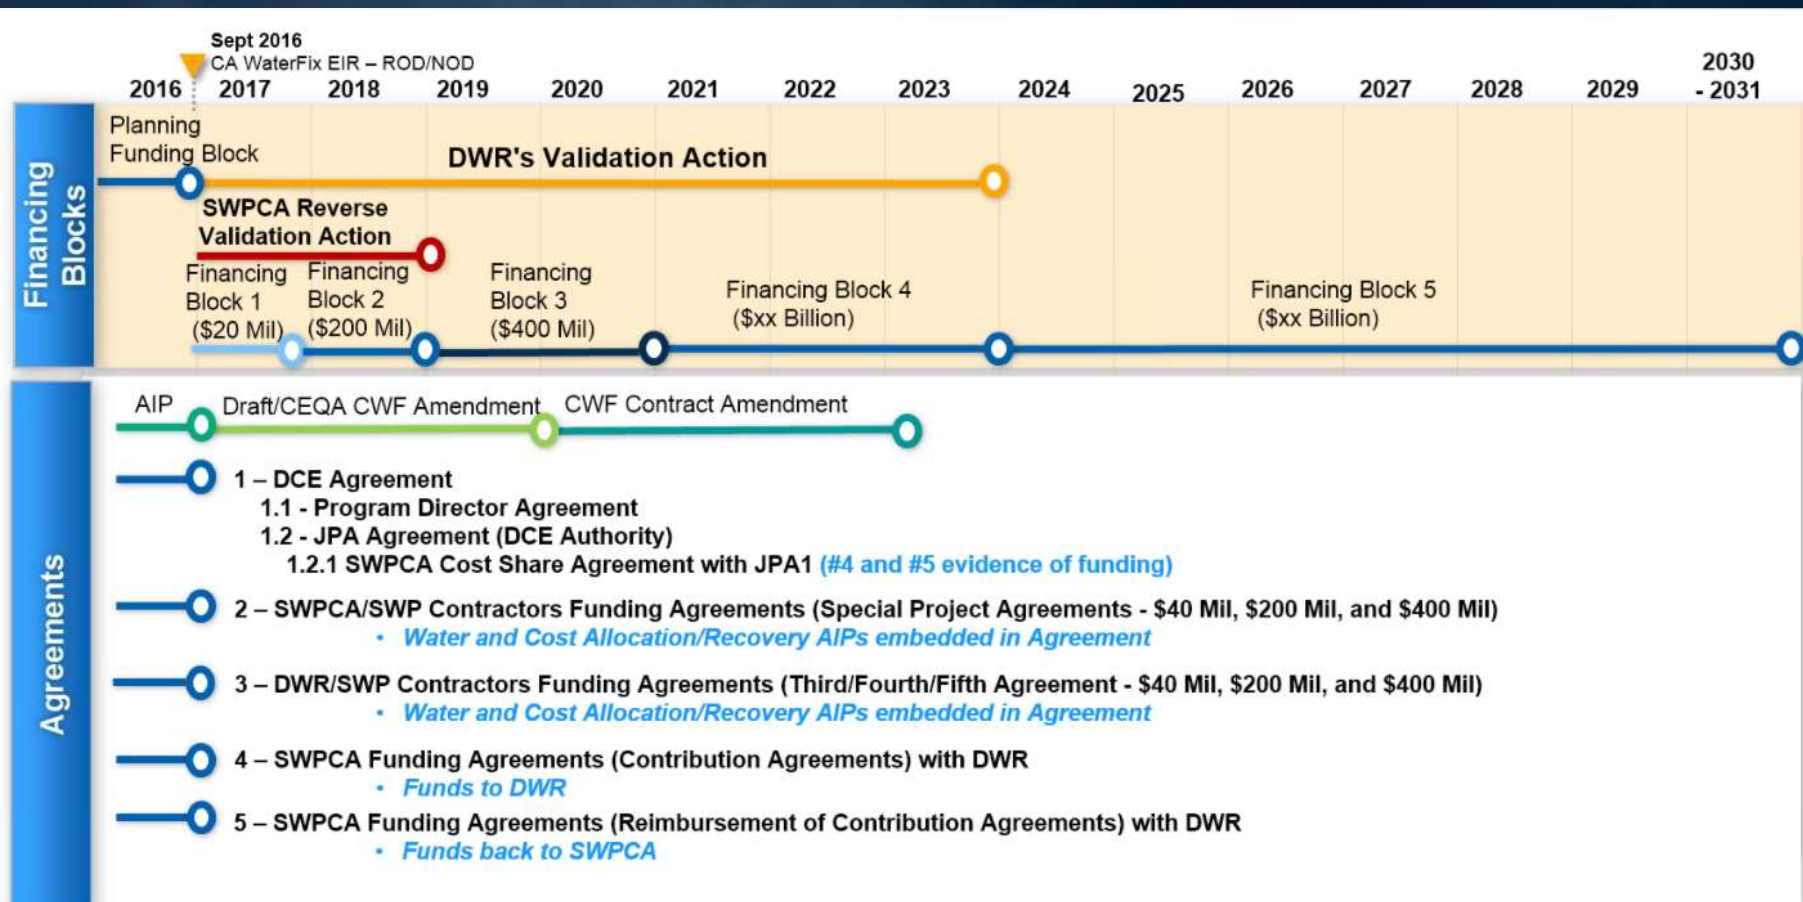 Sept 2016
CA WaterFix EIR – ROD/NOD
2016 2017 2018 2019 2020 2021 2022 2023 2024 2025 2026 2027 2028 2029 2030
- 2031
Financing
Blocks
Planning
Funding Block
DWR's Validation Action
SWPCA Reverse
Validation Action
Financing
Block 1
($20 Mil)
Financing
Block 2
($200 Mil)
Financing
Block 3
($400 Mil)
Financing Block 4
($xx Billion)
Financing Block 5
($xx Billion)
Agreements
AIP
Draft/CEQA CWF Amendment
CWF Contract Amendment
1 – DCE Agreement
1.1 - Program Director Agreement
1.2 - JPA Agreement (DCE Authority)
1.2.1 SWPCA Cost Share Agreement with JPA1 (#4 and #5 evidence of funding)
2 – SWPCA/SWP Contractors Funding Agreements (Special Project Agreements - $40 Mil, $200 Mil, and $400 Mil)
• Water and Cost Allocation/Recovery AIPs embedded in Agreement
3 – DWR/SWP Contractors Funding Agreements (Third/Fourth/Fifth Agreement - $40 Mil, $200 Mil, and $400 Mil)
• Water and Cost Allocation/Recovery AIPs embedded in Agreement
4 – SWPCA Funding Agreements (Contribution Agreements) with DWR
• Funds to DWR
5 – SWPCA Funding Agreements (Reimbursement of Contribution Agreements) with DWR
• Funds back to SWPCA